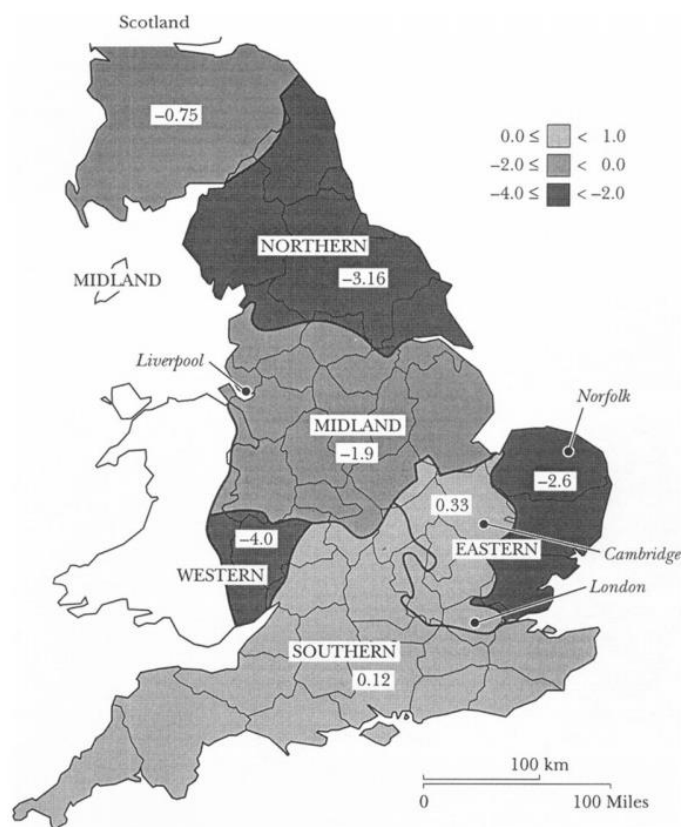 Scotland
−0.75
0.0 ≤ < 1.0
−2.0 ≤ < 0.0
−4.0 ≤ < −2.0
NORTHERN
−3.16
MIDLAND
Liverpool
Norfolk
MIDLAND
−1.9
−2.6
0.33
−4.0
EASTERN
Cambridge
WESTERN
London
SOUTHERN
0.12
100 km
0 100 Miles